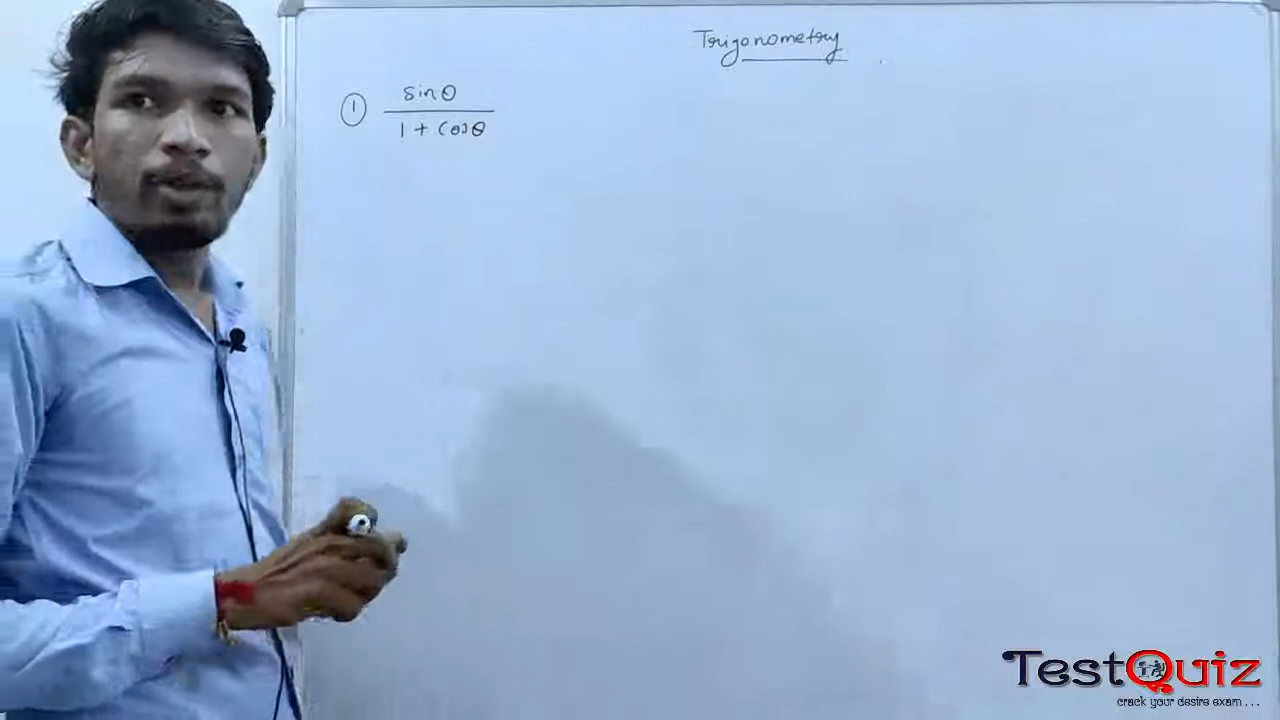 Trigonometry
① sinθ
1 + cosθ
TestQuiz
crack your desire exam...